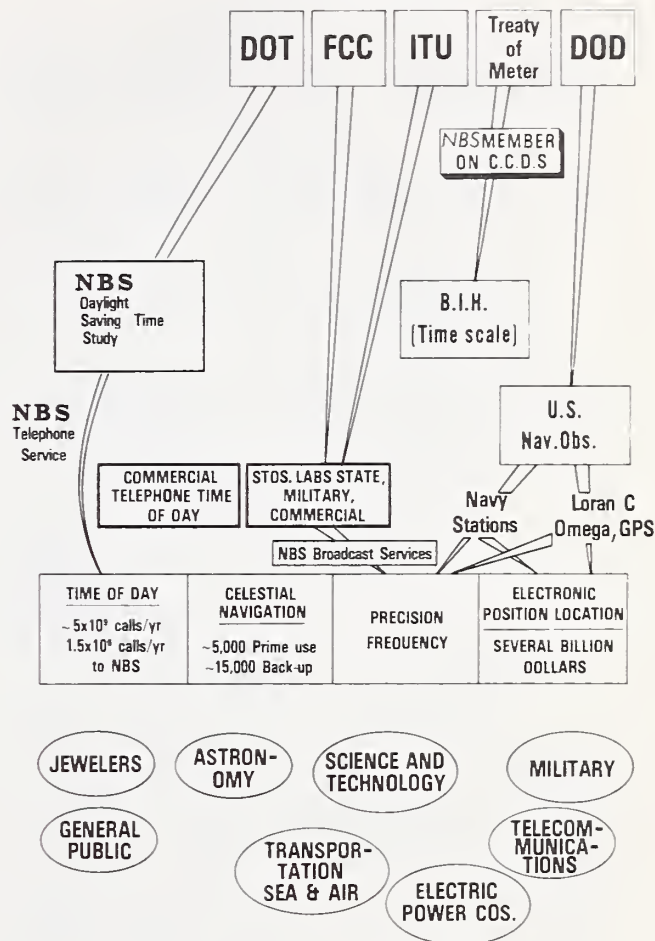 DOT
FCC
ITU
Treaty
of
Meter
DOD
NBS MEMBER
ON C.C.D.S
NBS
Daylight
Saving Time
Study
B.I.H.
(Time scale)
NBS
Telephone
Service
U.S.
Nav.Obs.
COMMERCIAL
TELEPHONE TIME
OF DAY
STDS. LABS STATE,
MILITARY,
COMMERCIAL
Navy
Stations
Loran C
Omega, GPS
NBS Broadcast Services
TIME OF DAY
~5x10⁹ calls/yr
1.5x10⁶ calls/yr
to NBS
CELESTIAL
NAVIGATION
~5,000 Prime use
~15,000 Back-up
PRECISION
FREQUENCY
ELECTRONIC
POSITION LOCATION
SEVERAL BILLION
DOLLARS
JEWELERS
ASTRON-
OMY
SCIENCE AND
TECHNOLOGY
MILITARY
GENERAL
PUBLIC
TRANSPOR-
TATION
SEA & AIR
ELECTRIC
POWER COS.
TELECOM-
MUNICA-
TIONS